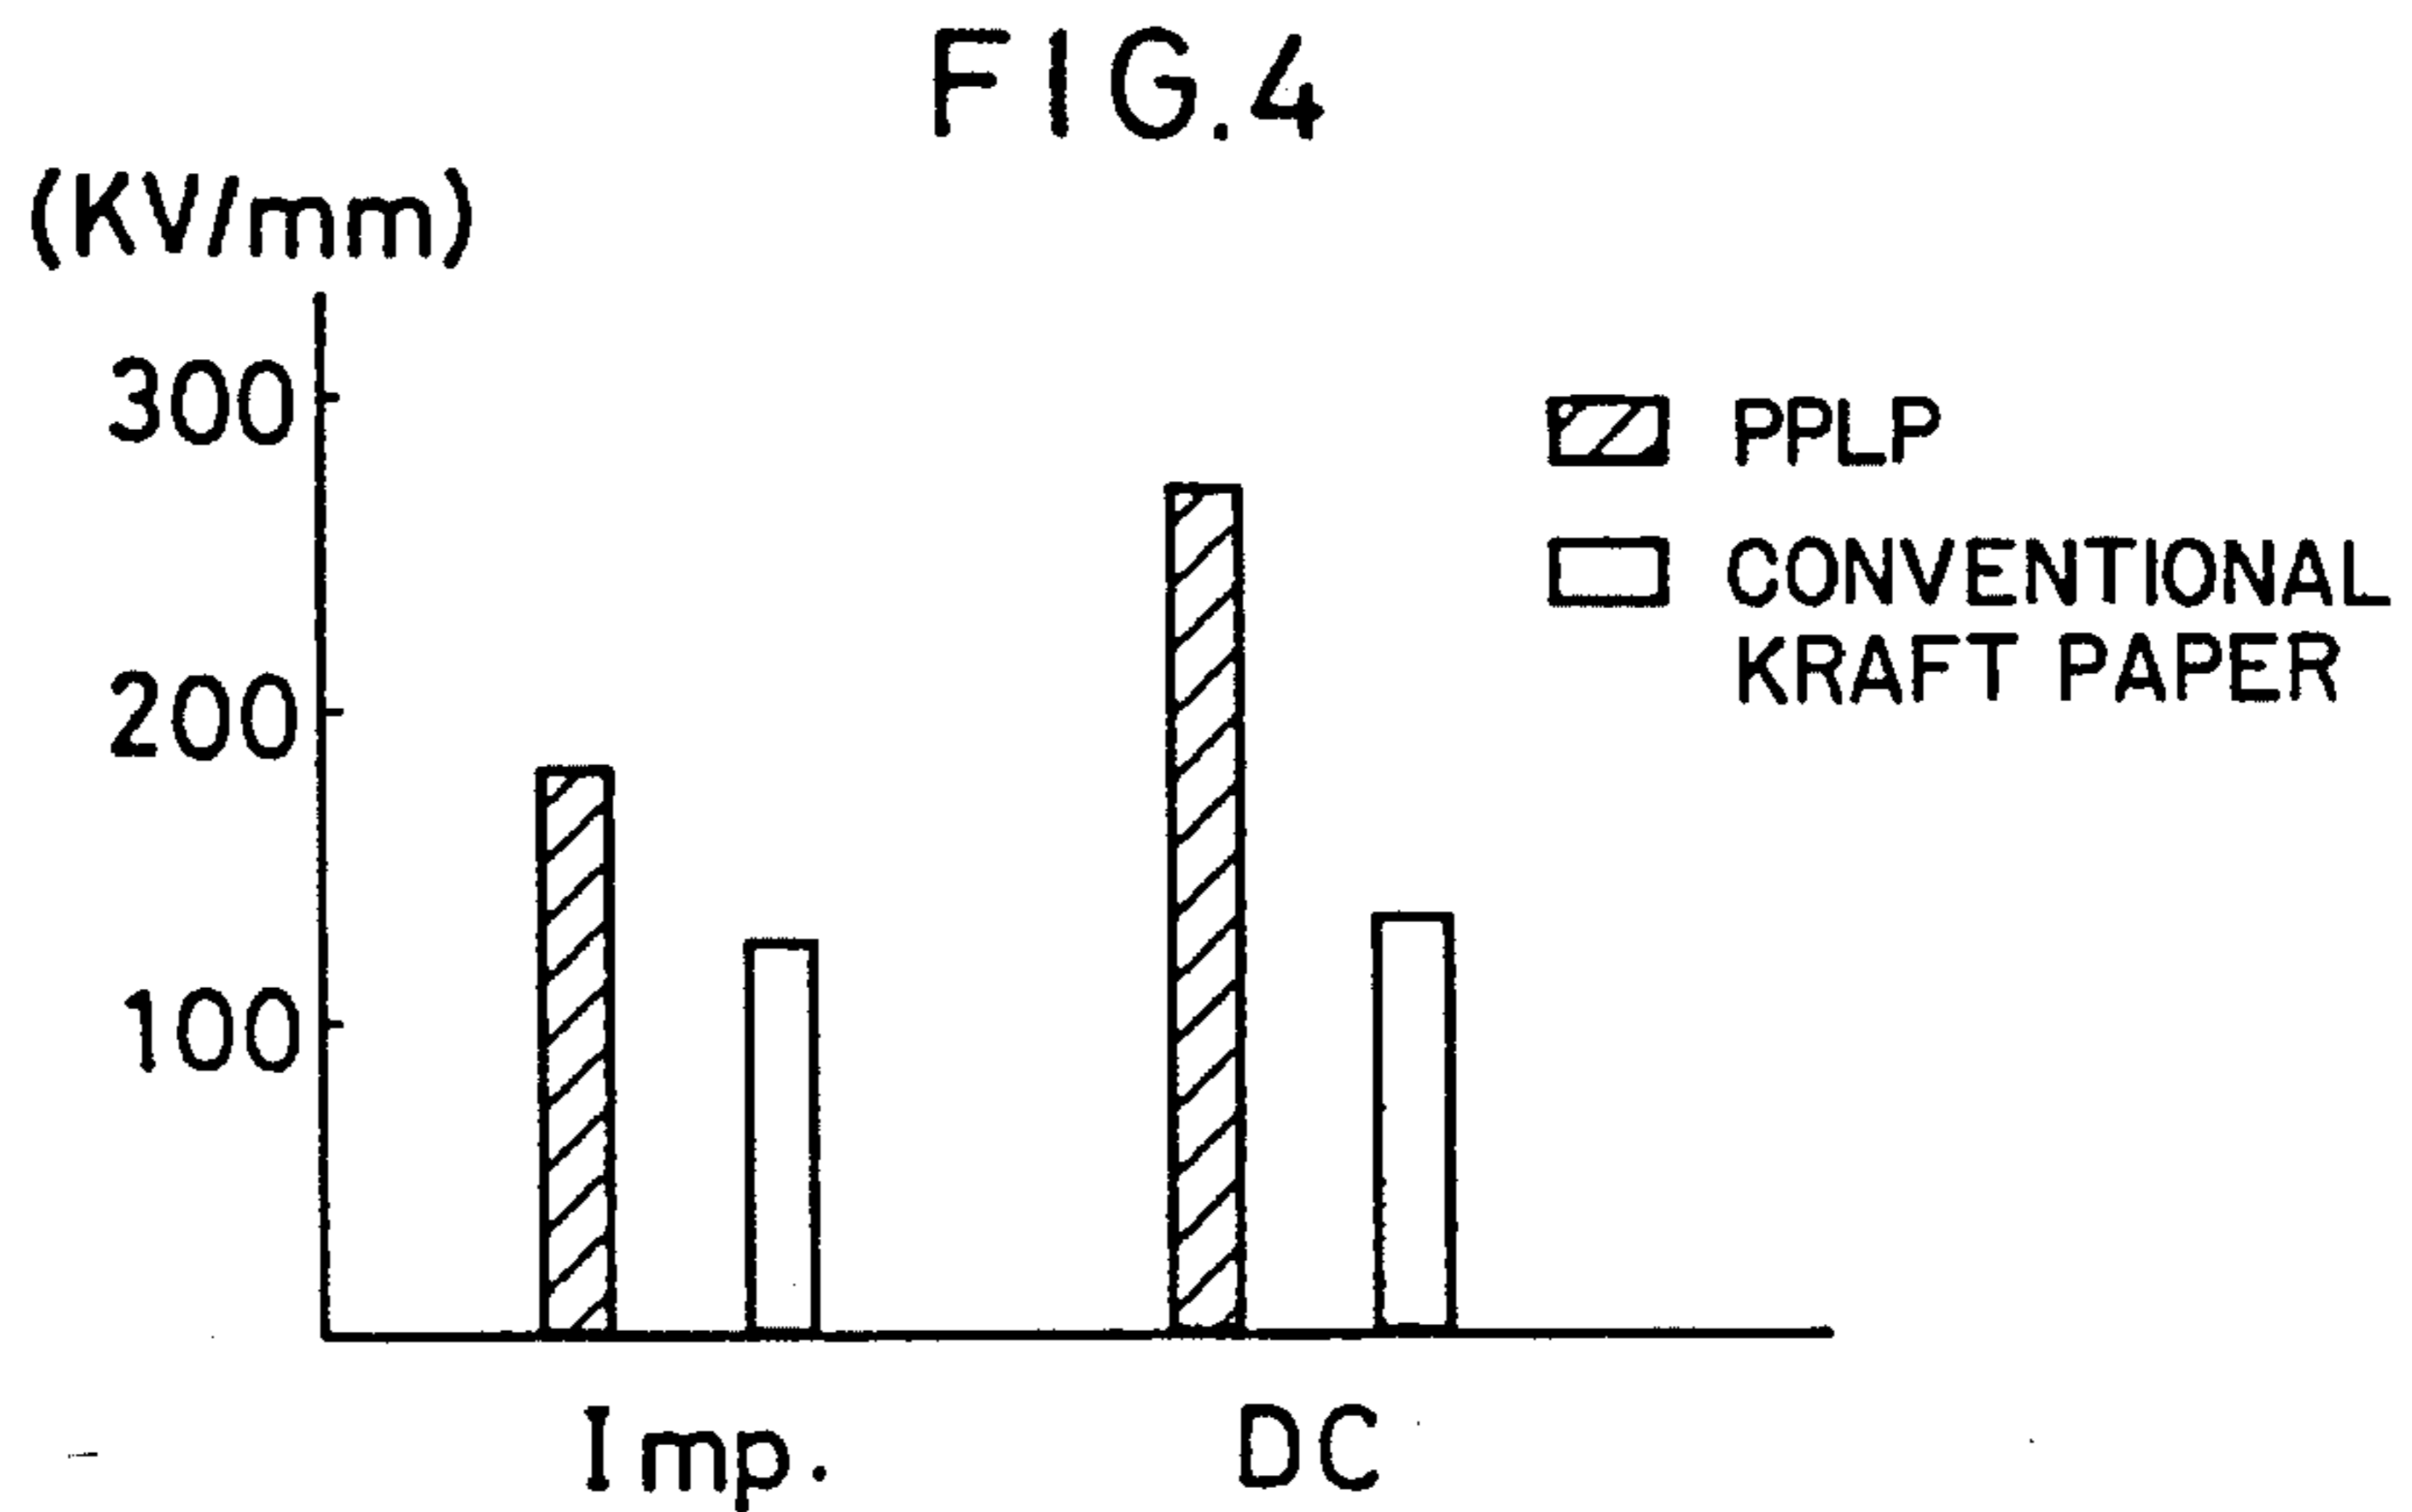 FIG.4
(KV/mm)
300
200
100
PPLP
CONVENTIONAL
KRAFT PAPER
Imp.
DC